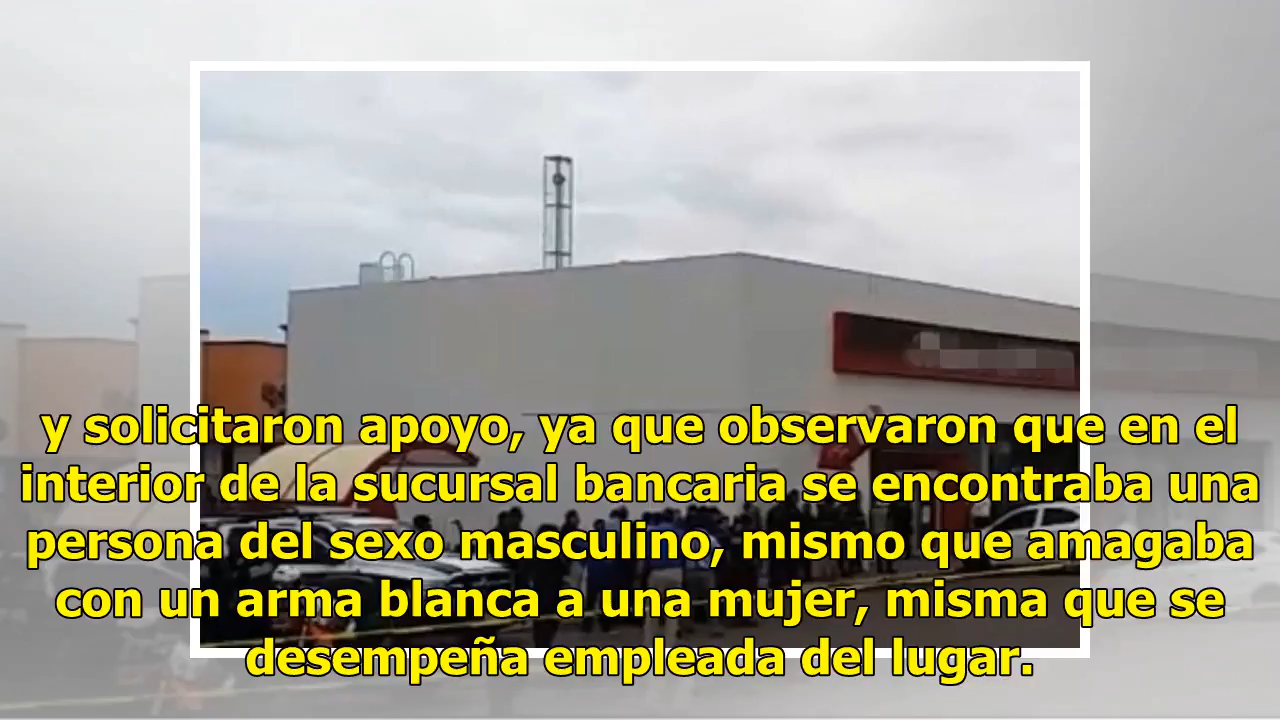 y solicitaron apoyo, ya que observaron que en el
interior de la sucursal bancaria se encontraba una
persona del sexo masculino, mismo que amagaba
con un arma blanca a una mujer, misma que se
desempeña empleada del lugar.